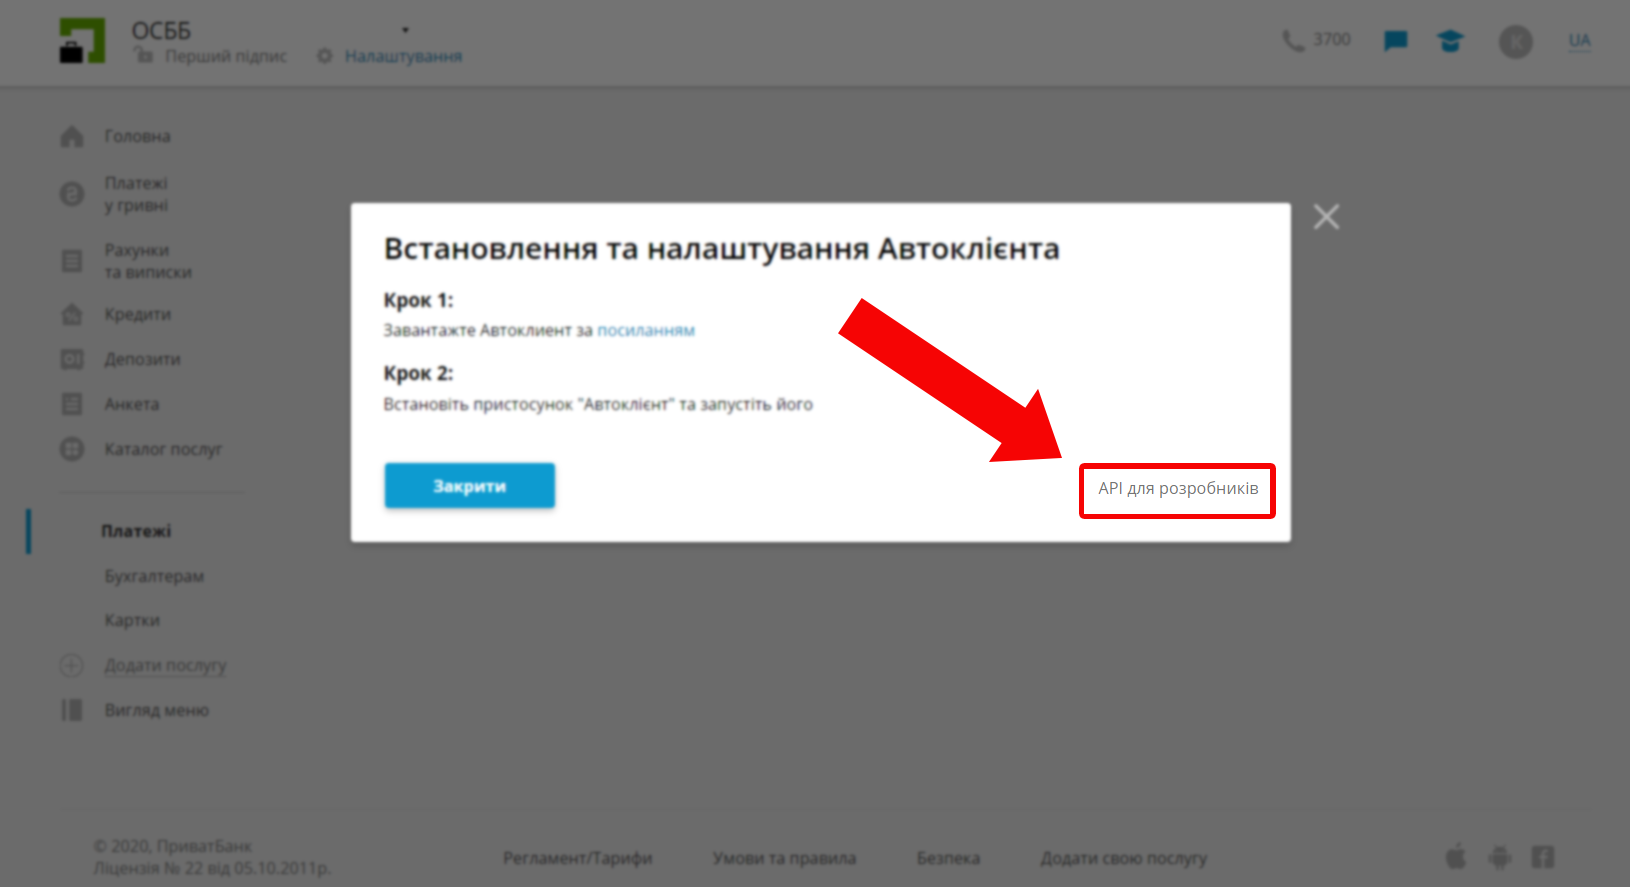 ОСББ
Перший підпис
Налаштування
3700
К
UA
Головна
Платежі
у гривні
Рахунки
та виписки
Кредити
Депозити
Анкета
Каталог послуг
Платежі
Бухгалтерам
Картки
Додати послугу
Вигляд меню
Встановлення та налаштування Автоклієнта
Крок 1:
Завантажте Автоклиент за посиланням
Крок 2:
Встановіть пристосунок "Автоклієнт" та запустіть його
Закрити
АРІ для розробників
© 2020, ПриватБанк
Ліцензія № 22 від 05.10.2011р.
Регламент/Тарифи
Умови та правила
Безпека
Додати свою послугу